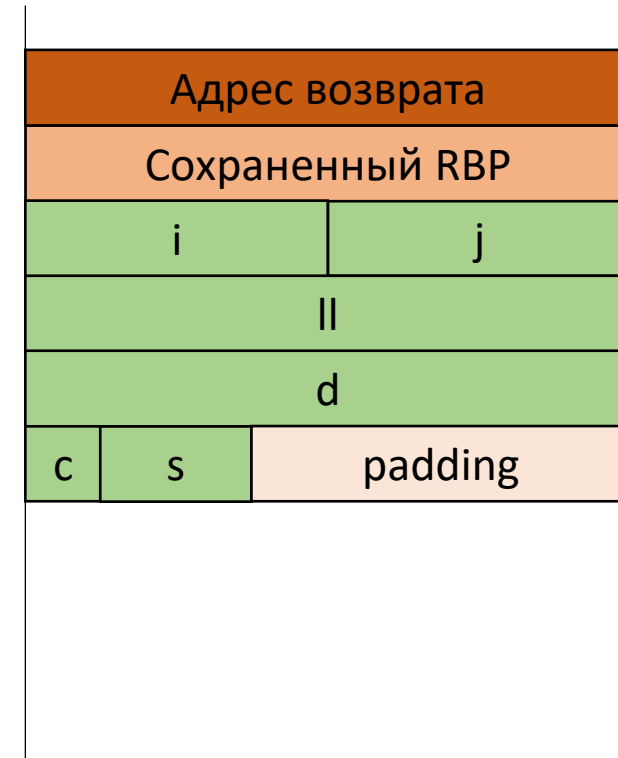 Адрес возврата
Сохраненный RBP
i j
ll
d
c s padding